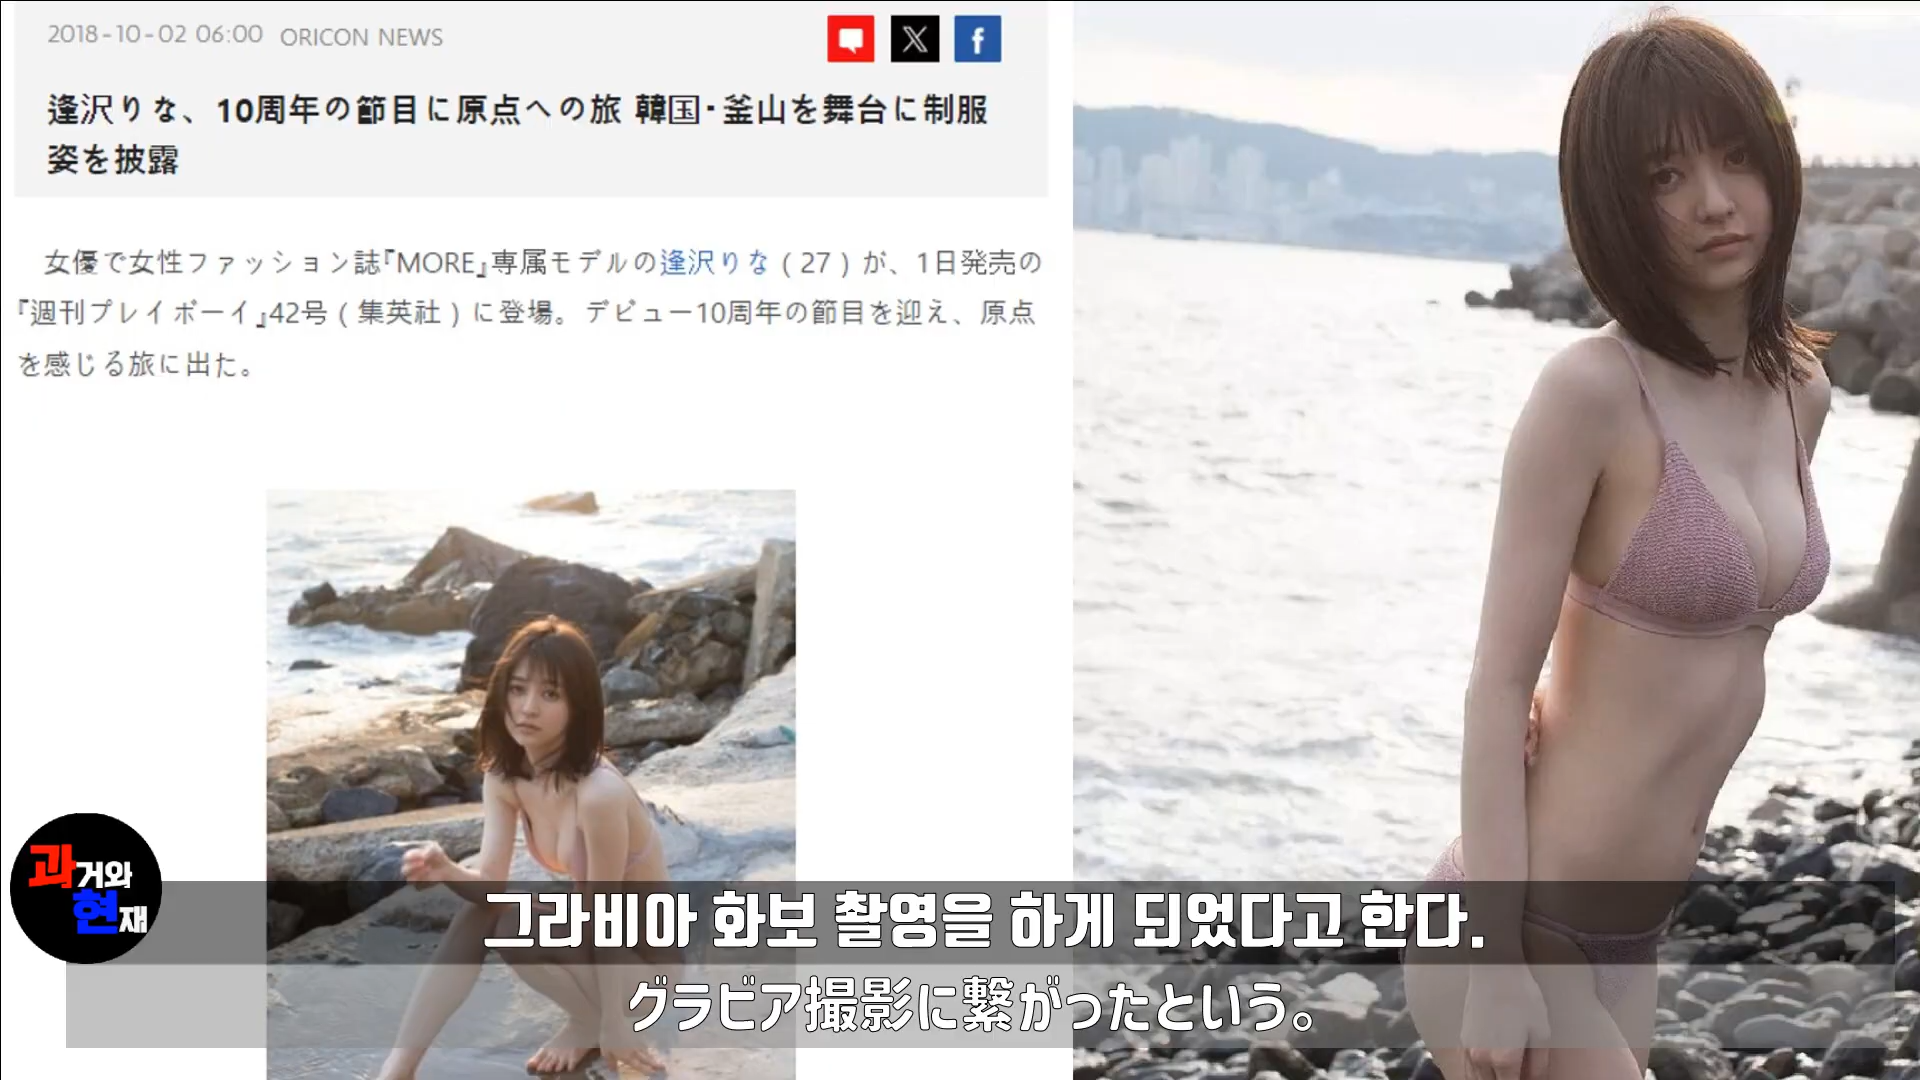 2018-10-02 06:00 ORICON NEWS
逢沢りな、10周年の節目に原点への旅 韓国・釜山を舞台に制服
姿を披露
女優で女性ファッション誌『MORE』専属モデルの逢沢りな（27）が、1日発売の
『週刊プレイボーイ』42号（集英社）に登場。デビュー10周年の節目を迎え、原点
を感じる旅に出た。
과거와
현재
그라비아 화보 촬영을 하게 되었다고 한다.
グラビア撮影に繋がったという。